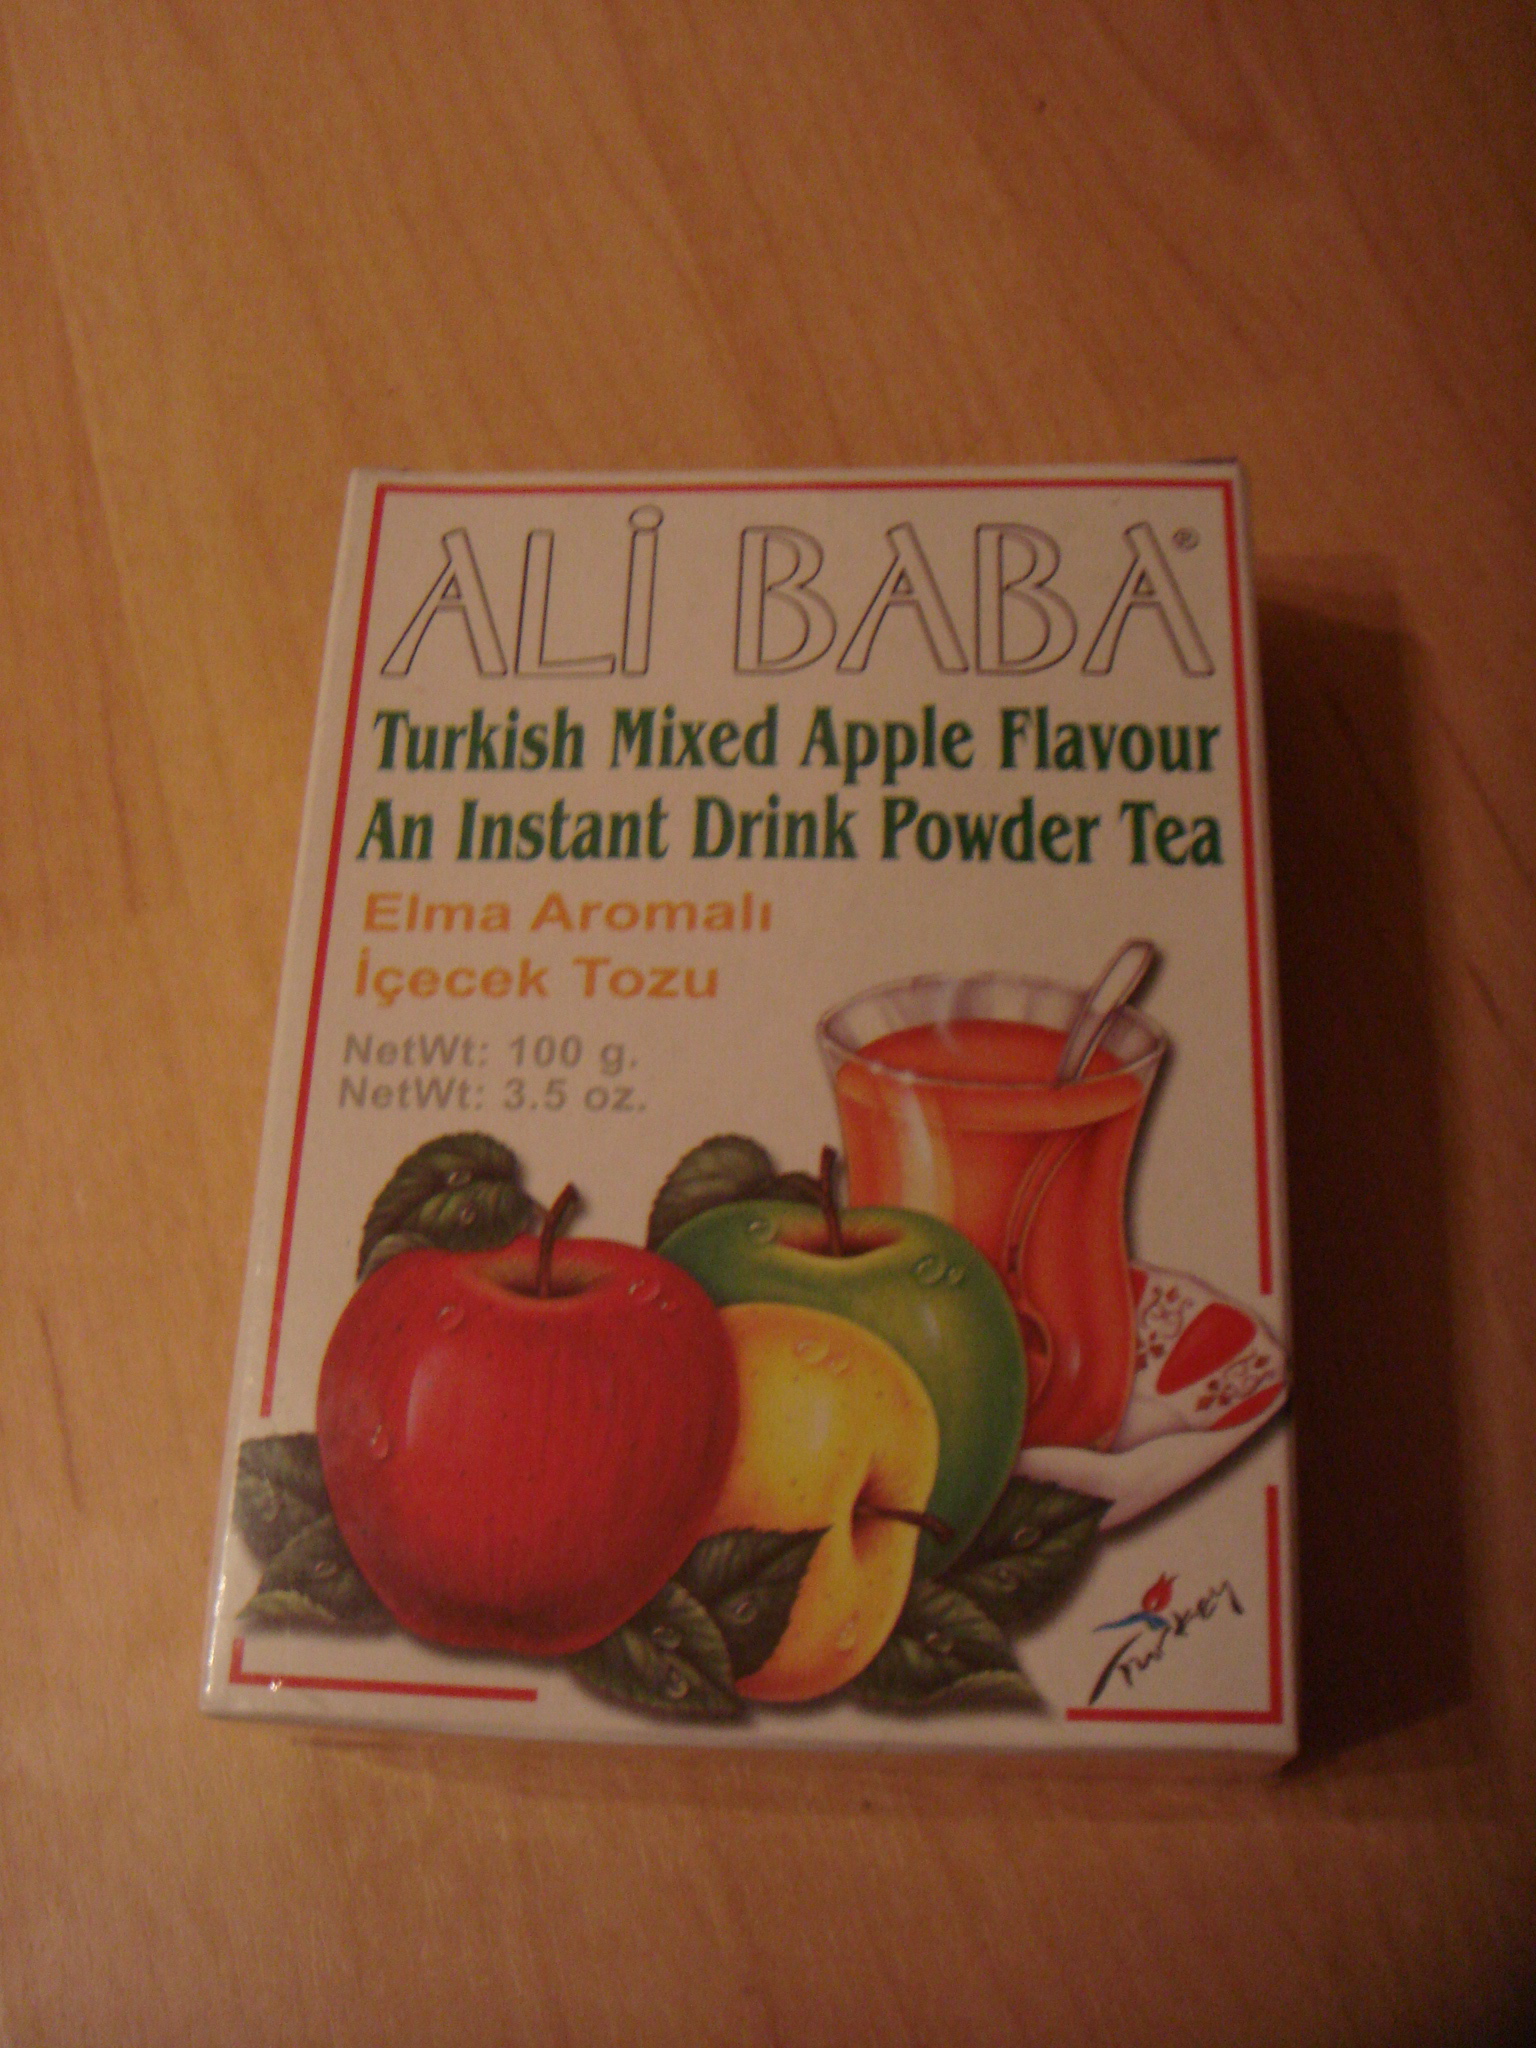 ALİ BABA®
Turkish Mixed Apple Flavour
An Instant Drink Powder Tea
Elma Aromalı
İçecek Tozu
NetWt: 100 g.
NetWt: 3.5 oz.
Turkey